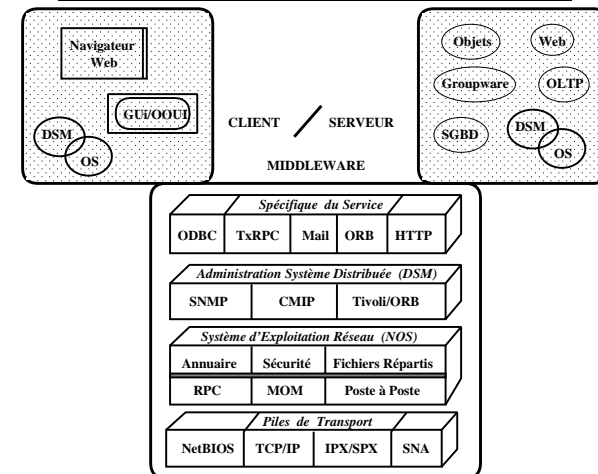 Navigateur
Web
GUi/OOUI
DSM
OS
CLIENT / SERVEUR
MIDDLEWARE
Objets
Web
Groupware
OLTP
SGBD
DSM
OS
Spécifique du Service
ODBC TxRPC Mail ORB HTTP
Administration Système Distribuée (DSM)
SNMP CMIP Tivoli/ORB
Système d'Exploitation Réseau (NOS)
Annuaire Sécurité Fichiers Répartis
RPC MOM Poste à Poste
Piles de Transport
NetBIOS TCP/IP IPX/SPX SNA